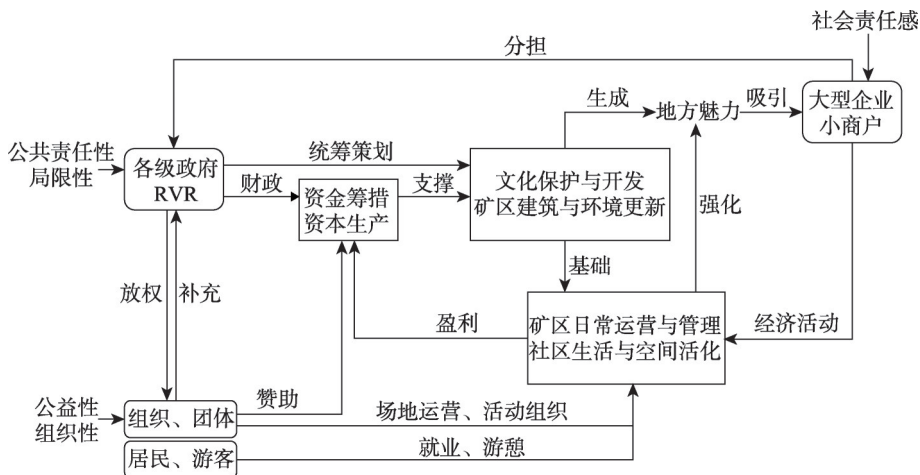 社会责任感
分担
生成
地方魅力
吸引
大型企业
小商户
公共责任性
局限性
各级政府
RVR
统筹策划
财政
资金筹措
资本生产
支撑
文化保护与开发
矿区建筑与环境更新
强化
放权
补充
基础
盈利
矿区日常运营与管理
社区生活与空间活化
经济活动
公益性
组织性
组织、团体
赞助
场地运营、活动组织
居民、游客
就业、游憩